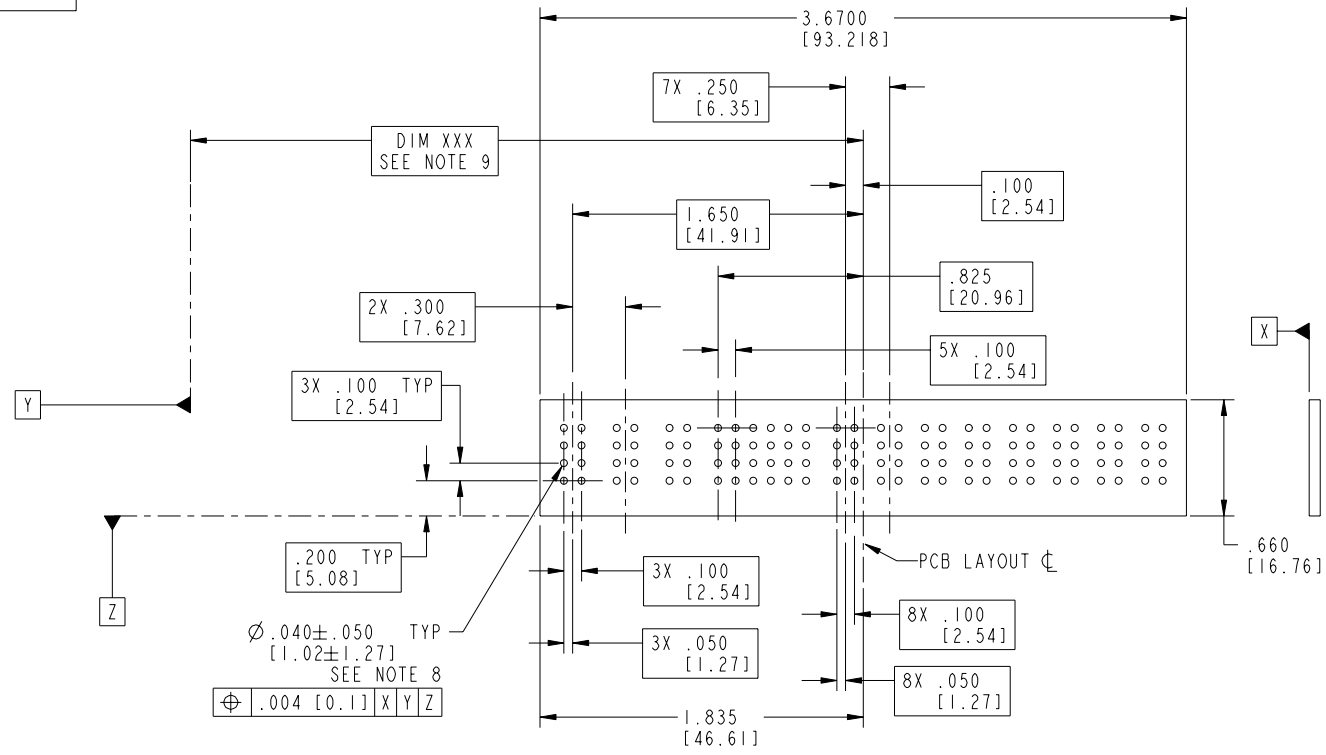 3.6700
[93.218]
7X .250
[6.35]
DIM XXX
SEE NOTE 9
.100
[2.54]
1.650
[41.91]
.825
[20.96]
2X .300
[7.62]
X
5X .100
[2.54]
3X .100 TYP
[2.54]
Y
.200 TYP
[5.08]
3X .100
[2.54]
PCB LAYOUT ℄
.660
[16.76]
Z
8X .100
[2.54]
Ø.040±.050 TYP
[1.02±1.27]
SEE NOTE 8
⌖ .004 [0.1] X Y Z
3X .050
[1.27]
8X .050
[1.27]
1.835
[46.61]